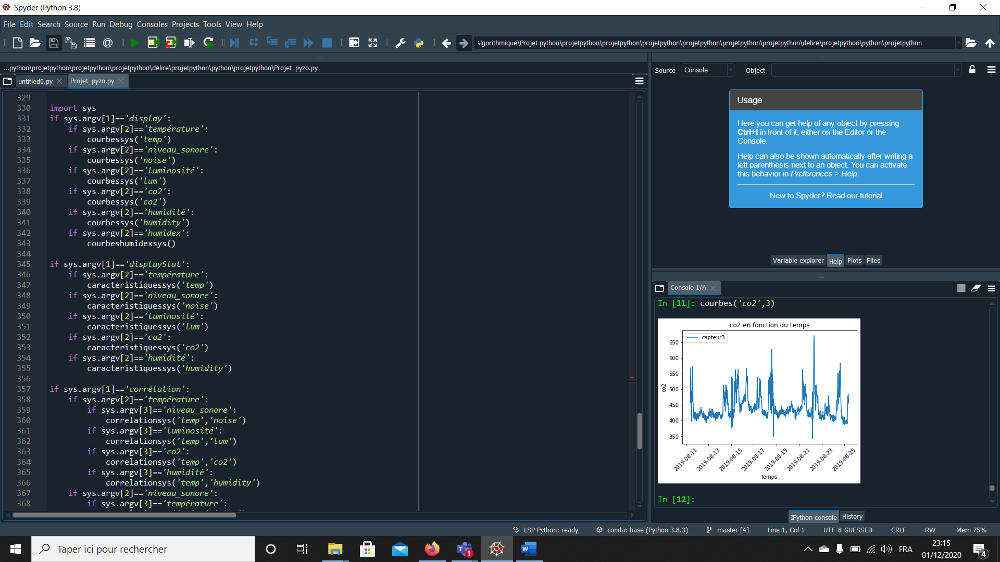 Spyder (Python 3.8)
File Edit Search Source Run Debug Consoles Projects Tools View Help
\lgorithmique\Projet python\projetpython\projetpython\projetpython\projetpython\projetpython\projetpython\delire\projetpython\python\projetpython
...python\projetpython\projetpython\projetpython\delire\projetpython\python\projetpython\Projet_pyzo.py
untitled0.py
Projet_pyzo.py
329
330 import sys
331 if sys.argv[1]=='display':
332 if sys.argv[2]=='température':
333 courbessys('temp')
334 if sys.argv[2]=='niveau_sonore':
335 courbessys('noise')
336 if sys.argv[2]=='luminosité':
337 courbessys('lum')
338 if sys.argv[2]=='co2':
339 courbessys('co2')
340 if sys.argv[2]=='humidité':
341 courbessys('humidity')
342 if sys.argv[2]=='humidex':
343 courbeshumidexsys()
344
345 if sys.argv[1]=='displayStat':
346 if sys.argv[2]=='température':
347 caracteristiquessys('temp')
348 if sys.argv[2]=='niveau_sonore':
349 caracteristiquessys('noise')
350 if sys.argv[2]=='luminosité':
351 caracteristiquessys('lum')
352 if sys.argv[2]=='co2':
353 caracteristiquessys('co2')
354 if sys.argv[2]=='humidité':
355 caracteristiquessys('humidity')
356
357 if sys.argv[1]=='corrélation':
358 if sys.argv[2]=='température':
359 if sys.argv[3]=='niveau_sonore':
360 correlationsys('temp','noise')
361 if sys.argv[3]=='luminosité':
362 correlationsys('temp','lum')
363 if sys.argv[3]=='co2':
364 correlationsys('temp','co2')
365 if sys.argv[3]=='humidité':
366 correlationsys('temp','humidity')
367 if sys.argv[2]=='niveau_sonore':
368 if sys.argv[3]=='température':
Source Console Object
Usage
Here you can get help of any object by pressing
Ctrl+I in front of it, either on the Editor or the
Console.
Help can also be shown automatically after writing a
left parenthesis next to an object. You can activate
this behavior in Preferences > Help.
New to Spyder? Read our tutorial
Variable explorer Help Plots Files
Console 1/A
In [11]: courbes('co2',3)
co2 en fonction du temps
capteur3
650
600
550
500
450
400
350
co2
2019-08-11
2019-08-13
2019-08-15
2019-08-17
2019-08-19
2019-08-21
2019-08-23
2019-08-25
temps
In [12]:
IPython console History
LSP Python: ready conda: base (Python 3.8.3) master [4] Line 1, Col 1 UTF-8-GUESSED CRLF RW Mem 75%
Taper ici pour rechercher
1
FRA
23:15
01/12/2020
4